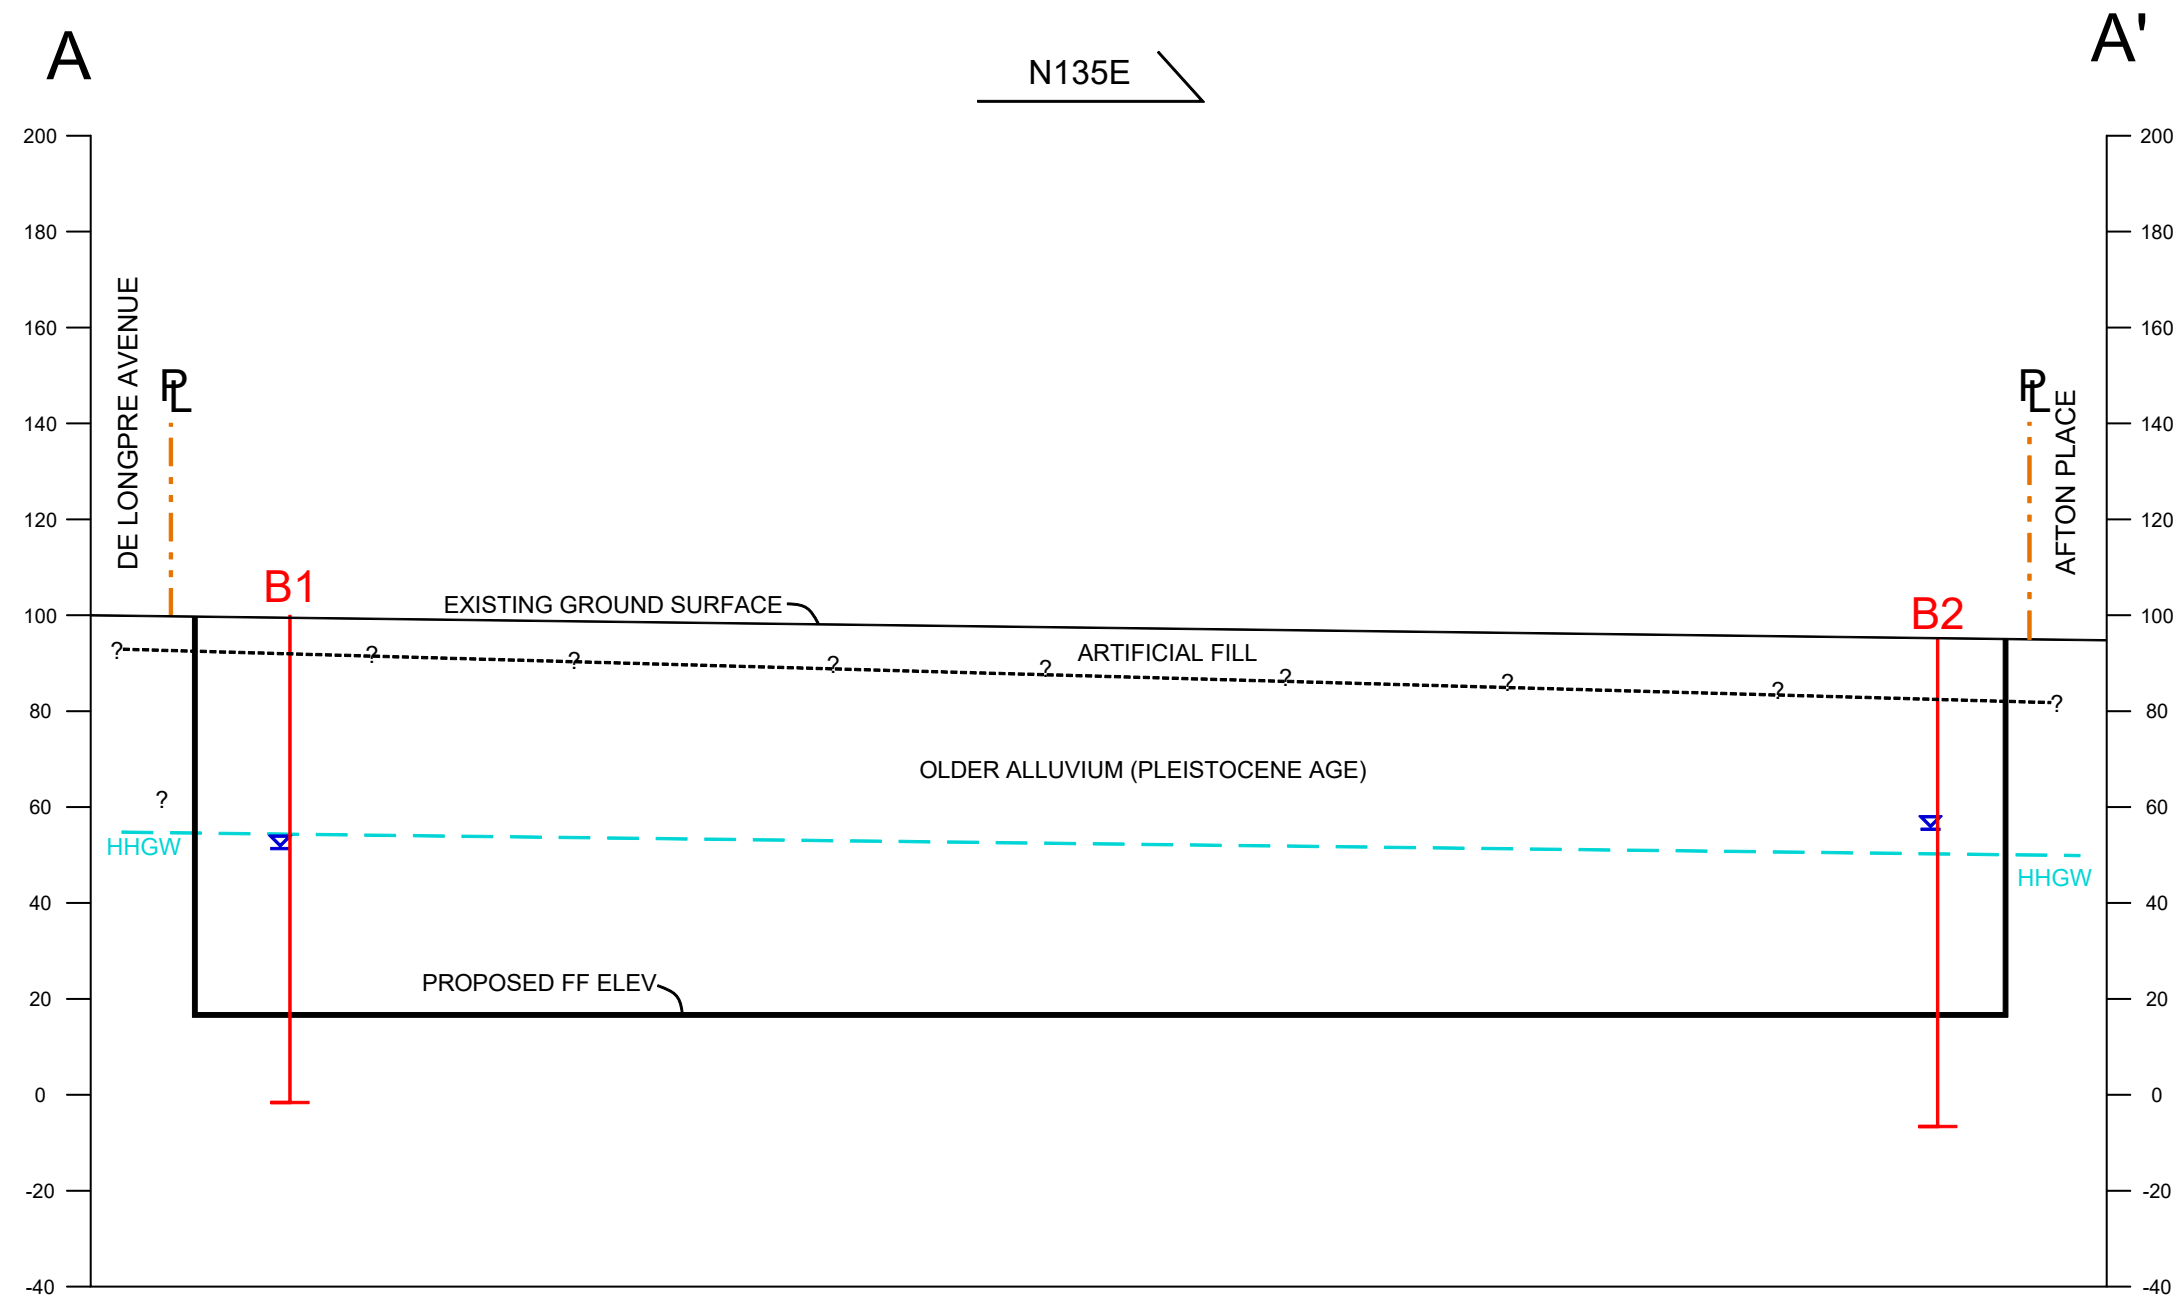 A
A'
N135E
200
200
180
180
160
160
140
140
120
120
100
100
80
80
60
60
40
40
20
20
0
0
-20
-20
-40
-40
DE LONGPRE AVENUE
PL
PL
AFTON PLACE
B1
EXISTING GROUND SURFACE
B2
ARTIFICIAL FILL
? ? ? ? ? ? ? ? ?
OLDER ALLUVIUM (PLEISTOCENE AGE)
?
HHGW
HHGW
PROPOSED FF ELEV